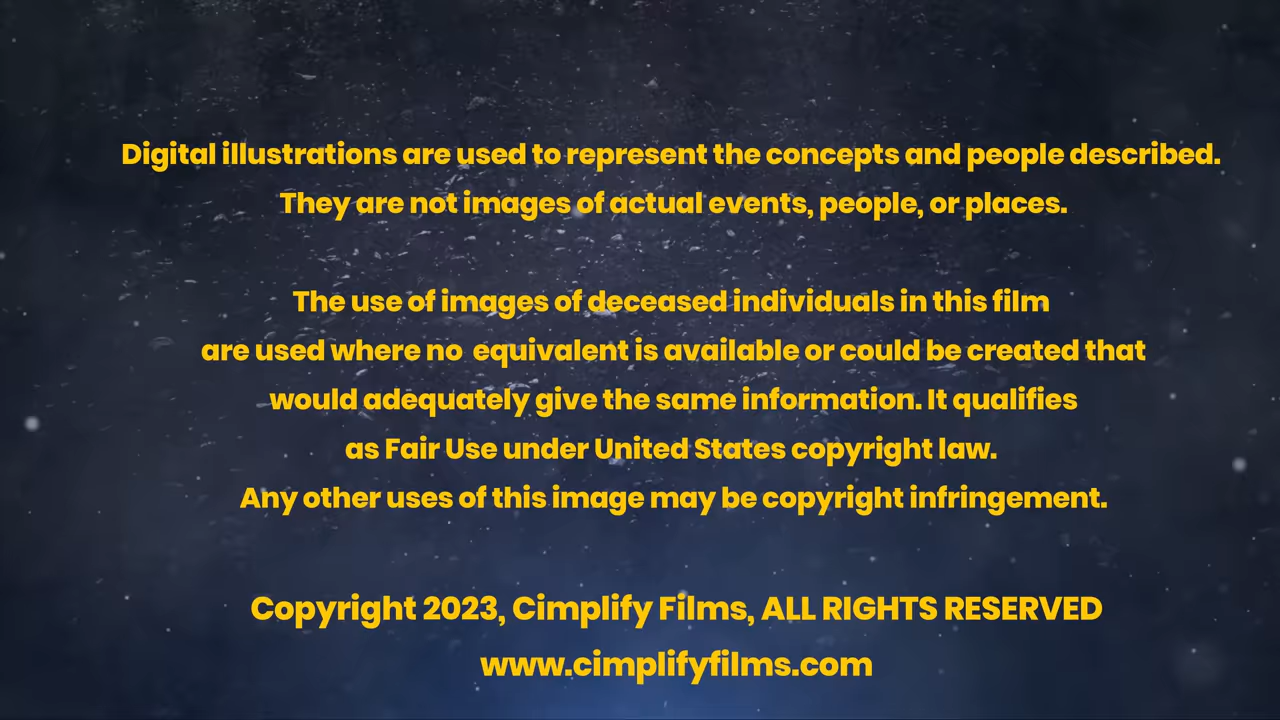 Digital illustrations are used to represent the concepts and people described.
They are not images of actual events, people, or places.
The use of images of deceased individuals in this film
are used where no  equivalent is available or could be created that
would adequately give the same information. It qualifies
as Fair Use under United States copyright law.
Any other uses of this image may be copyright infringement.
Copyright 2023, Cimplify Films, ALL RIGHTS RESERVED
www.cimplifyfilms.com